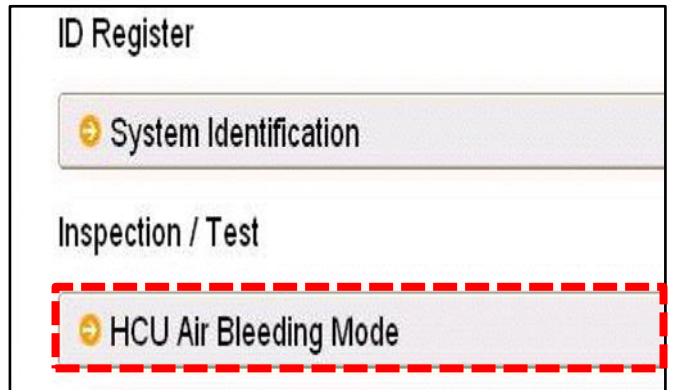 ID Register
System Identification
Inspection / Test
HCU Air Bleeding Mode